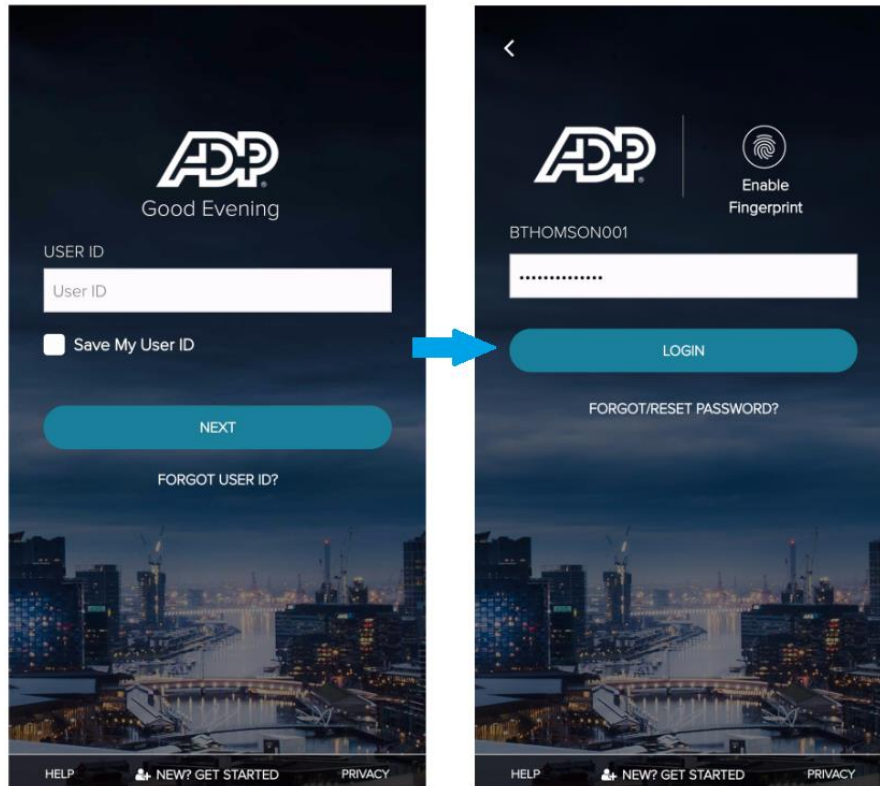 ADP
Good Evening
USER ID
User ID
Save My User ID
NEXT
FORGOT USER ID?
HELP
NEW? GET STARTED
PRIVACY
ADP
Enable
Fingerprint
BTHOMSON001
••••••••••••••
LOGIN
FORGOT/RESET PASSWORD?
HELP
NEW? GET STARTED
PRIVACY